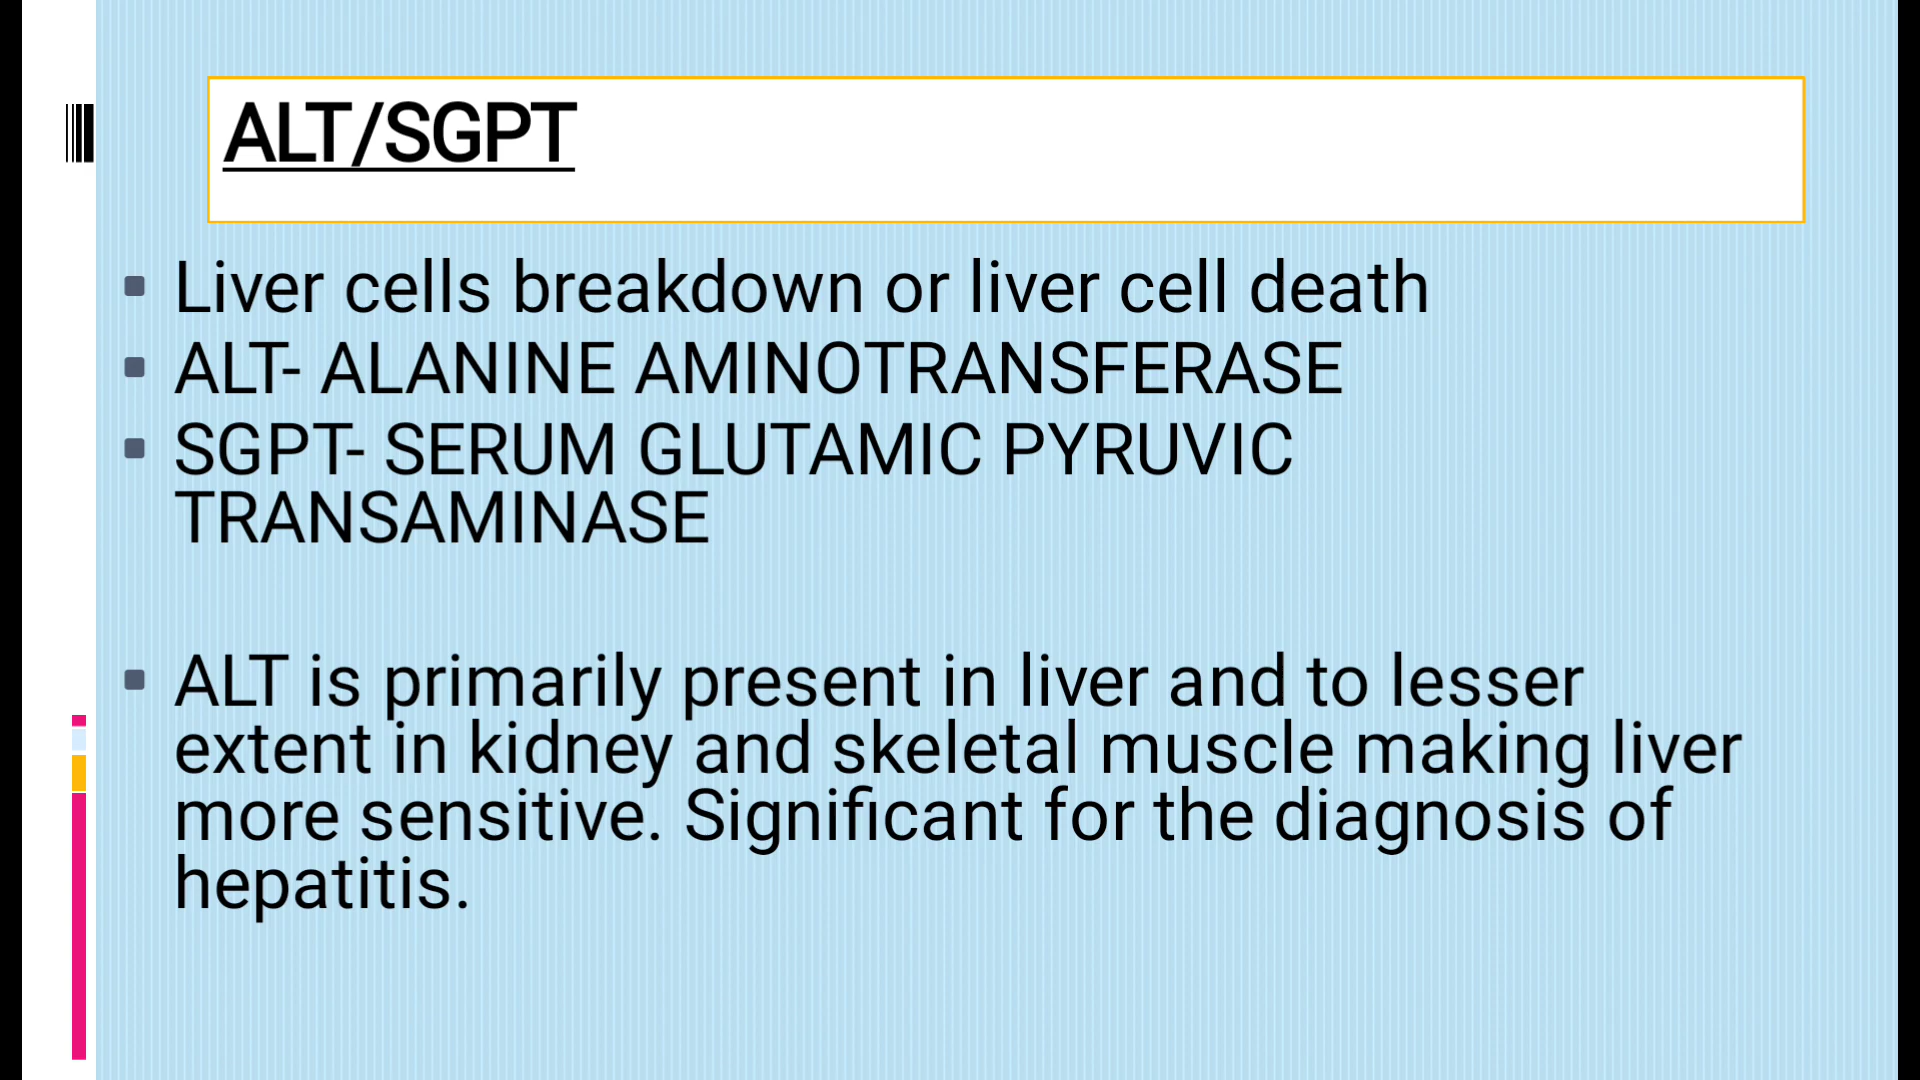 ALT/SGPT
Liver cells breakdown or liver cell death
ALT- ALANINE AMINOTRANSFERASE
SGPT- SERUM GLUTAMIC PYRUVIC
TRANSAMINASE
ALT is primarily present in liver and to lesser
extent in kidney and skeletal muscle making liver
more sensitive. Significant for the diagnosis of
hepatitis.